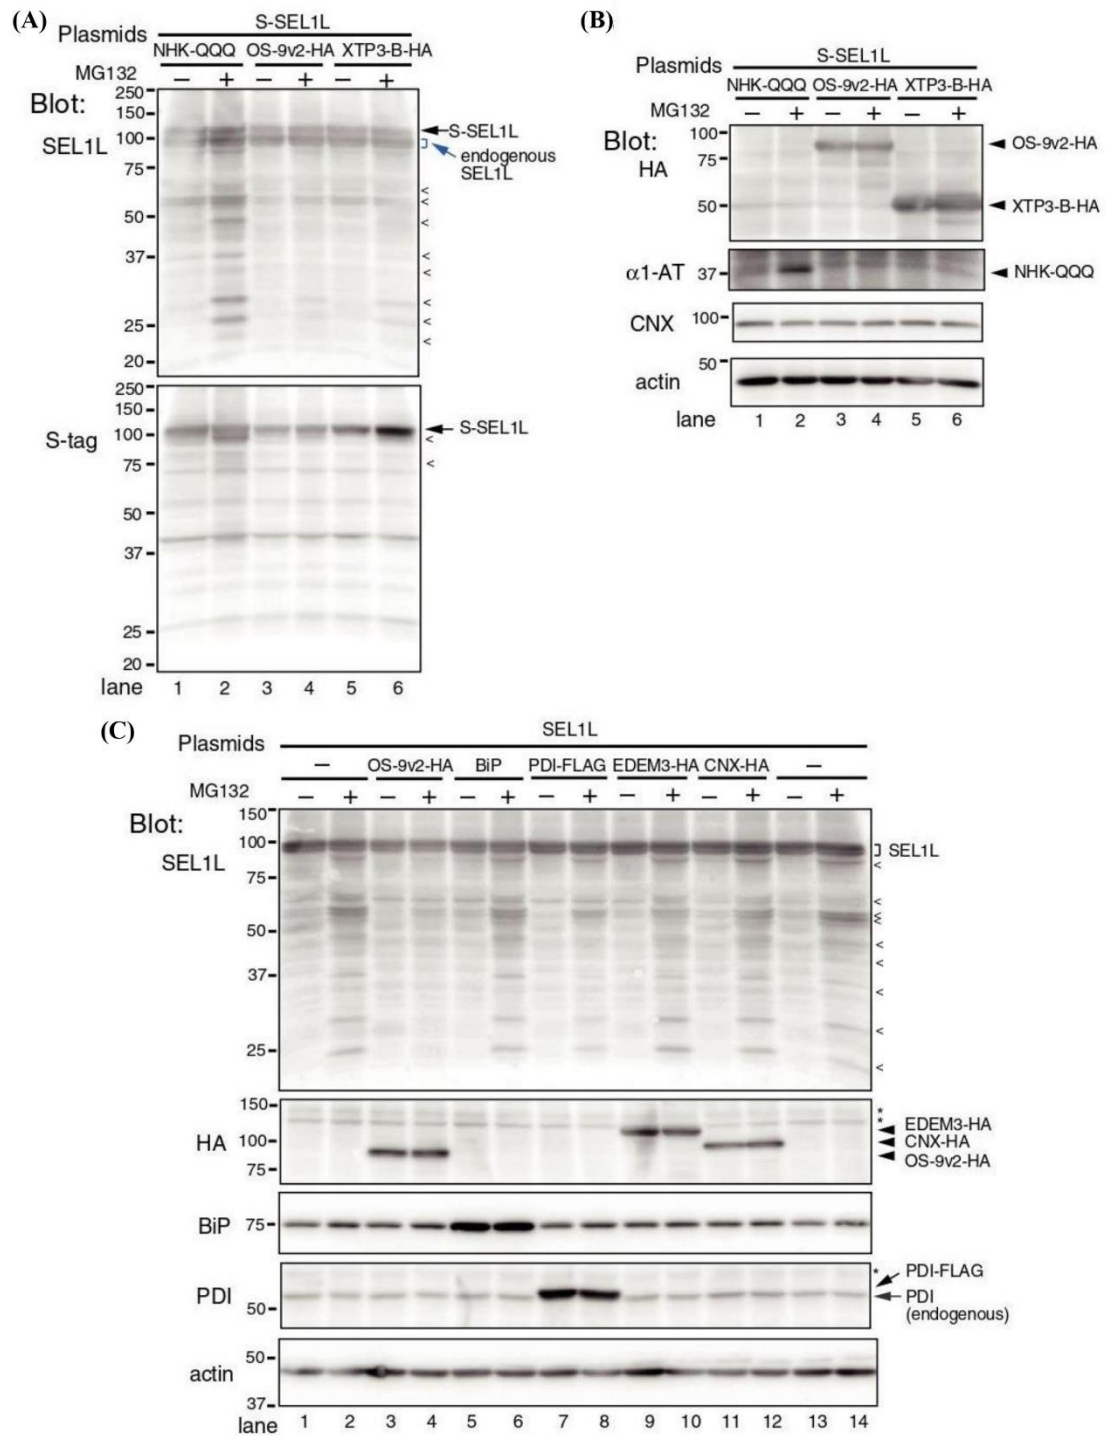 (A)
S-SEL1L
Plasmids
NHK-QQQ OS-9v2-HA XTP3-B-HA
MG132 − + − + − +
Blot:
250
150
SEL1L 100
S-SEL1L
endogenous
SEL1L
75
<
<
50 <
37 <
<
<
25 <
<
20
250
150
S-tag 100
S-SEL1L
<
75 <
50
37
25
20
lane 1 2 3 4 5 6
(B)
S-SEL1L
Plasmids
NHK-QQQ OS-9v2-HA XTP3-B-HA
MG132 − + − + − +
Blot: 100
HA
OS-9v2-HA
75
50 XTP3-B-HA
α1-AT 37 NHK-QQQ
CNX 100
50
actin
lane 1 2 3 4 5 6
(C)
SEL1L
Plasmids
− OS-9v2-HA BiP PDI-FLAG EDEM3-HA CNX-HA −
MG132 − + − + − + − + − + − + − +
Blot: 150
100
SEL1L
SEL1L
<
75
<
<
<
50
<
<
37
<
<
25
<
150 *
*
HA 100
EDEM3-HA
CNX-HA
OS-9v2-HA
75
BiP 75
* PDI-FLAG
PDI
PDI
(endogenous)
50
50
actin
37
lane 1 2 3 4 5 6 7 8 9 10 11 12 13 14